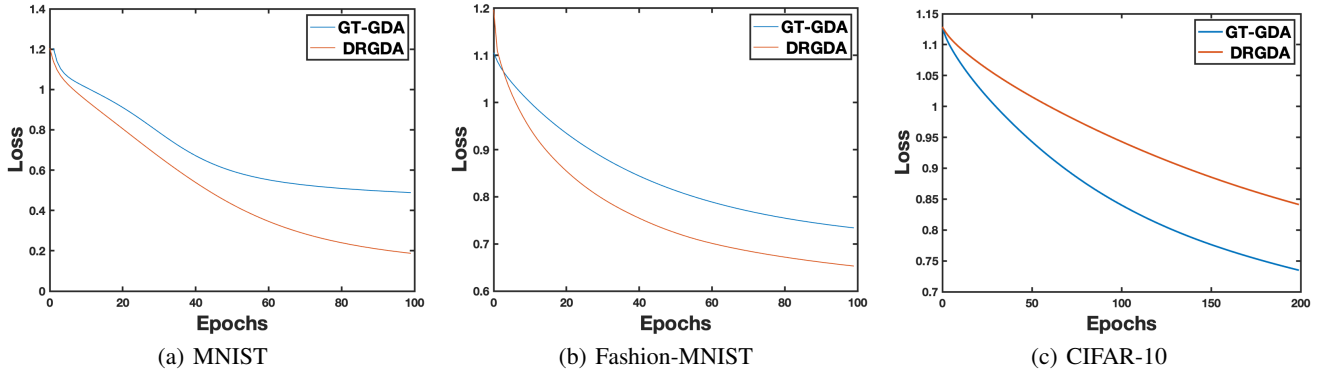 1.4
1.2
1
0.8
0.6
0.4
0.2
0
Loss
GT-GDA
DRGDA
0 20 40 60 80 100
Epochs
(a) MNIST
1.2
1.1
1
0.9
0.8
0.7
0.6
Loss
GT-GDA
DRGDA
0 20 40 60 80 100
Epochs
(b) Fashion-MNIST
1.15
1.1
1.05
1
0.95
0.9
0.85
0.8
0.75
0.7
Loss
GT-GDA
DRGDA
0 50 100 150 200
Epochs
(c) CIFAR-10